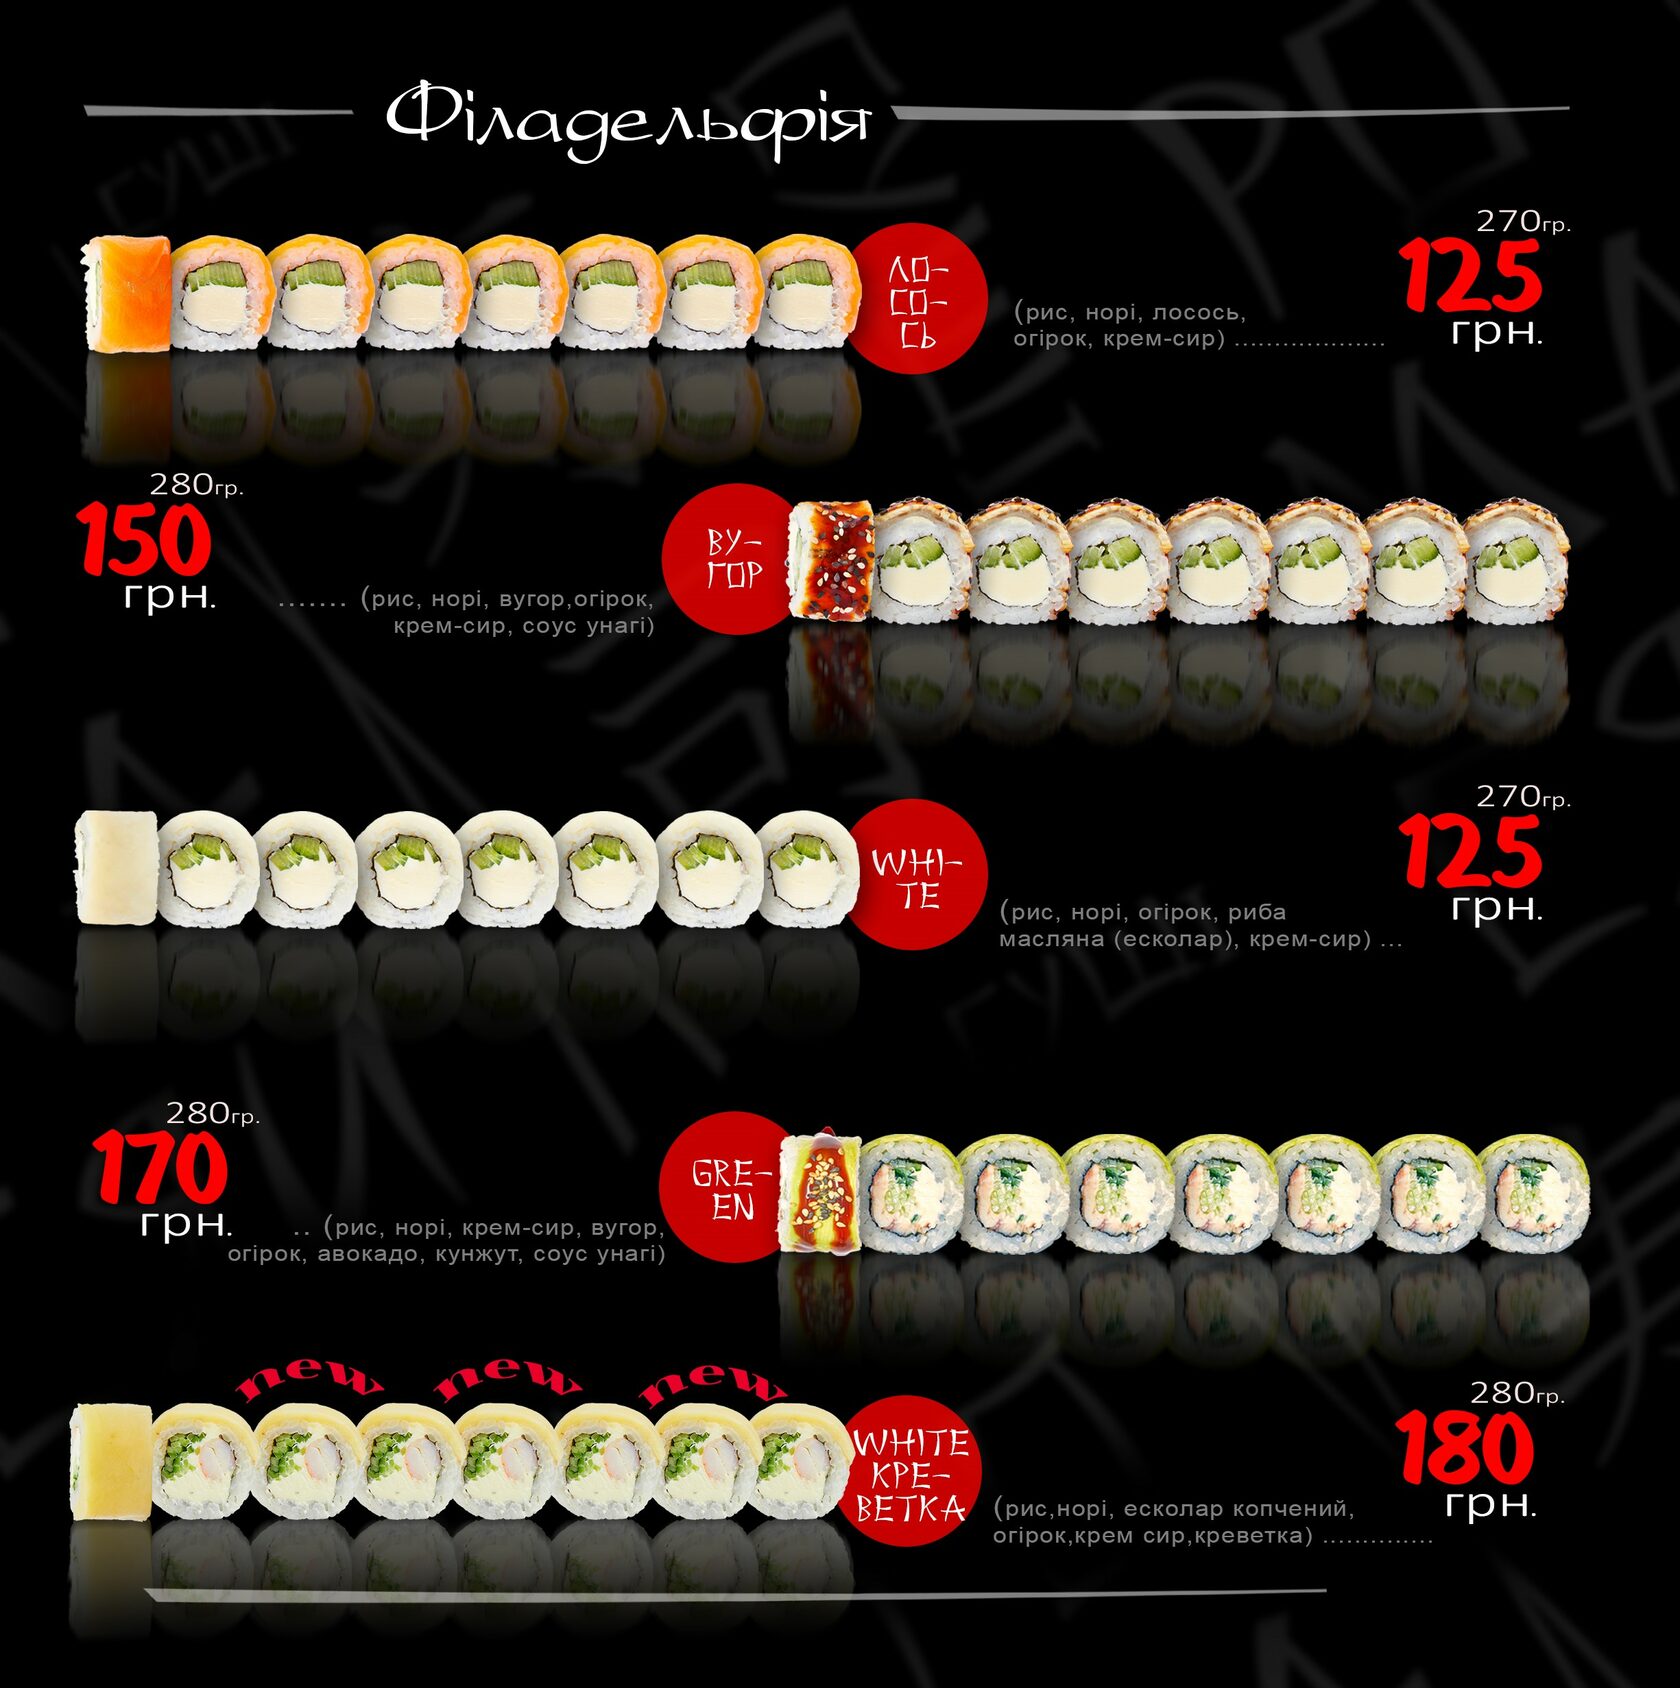 Філадельфія
270гр.
125
грн.
ЛО-
СО-
СЬ
(рис, норі, лосось,
огірок, крем-сир) ...................
280гр.
150
грн.
ВУ-
ГОР
....... (рис, норі, вугор,огірок,
крем-сир, соус унагі)
270гр.
125
грн.
WHI-
TE
(рис, норі, огірок, риба
масляна (есколар), крем-сир) ...
280гр.
170
грн.
GRE-
EN
.. (рис, норі, крем-сир, вугор,
огірок, авокадо, кунжут, соус унагі)
new new new
280гр.
180
грн.
WHITE
КРЕ-
ВЕТКА
(рис,норі, есколар копчений,
огірок,крем сир,креветка) ..............